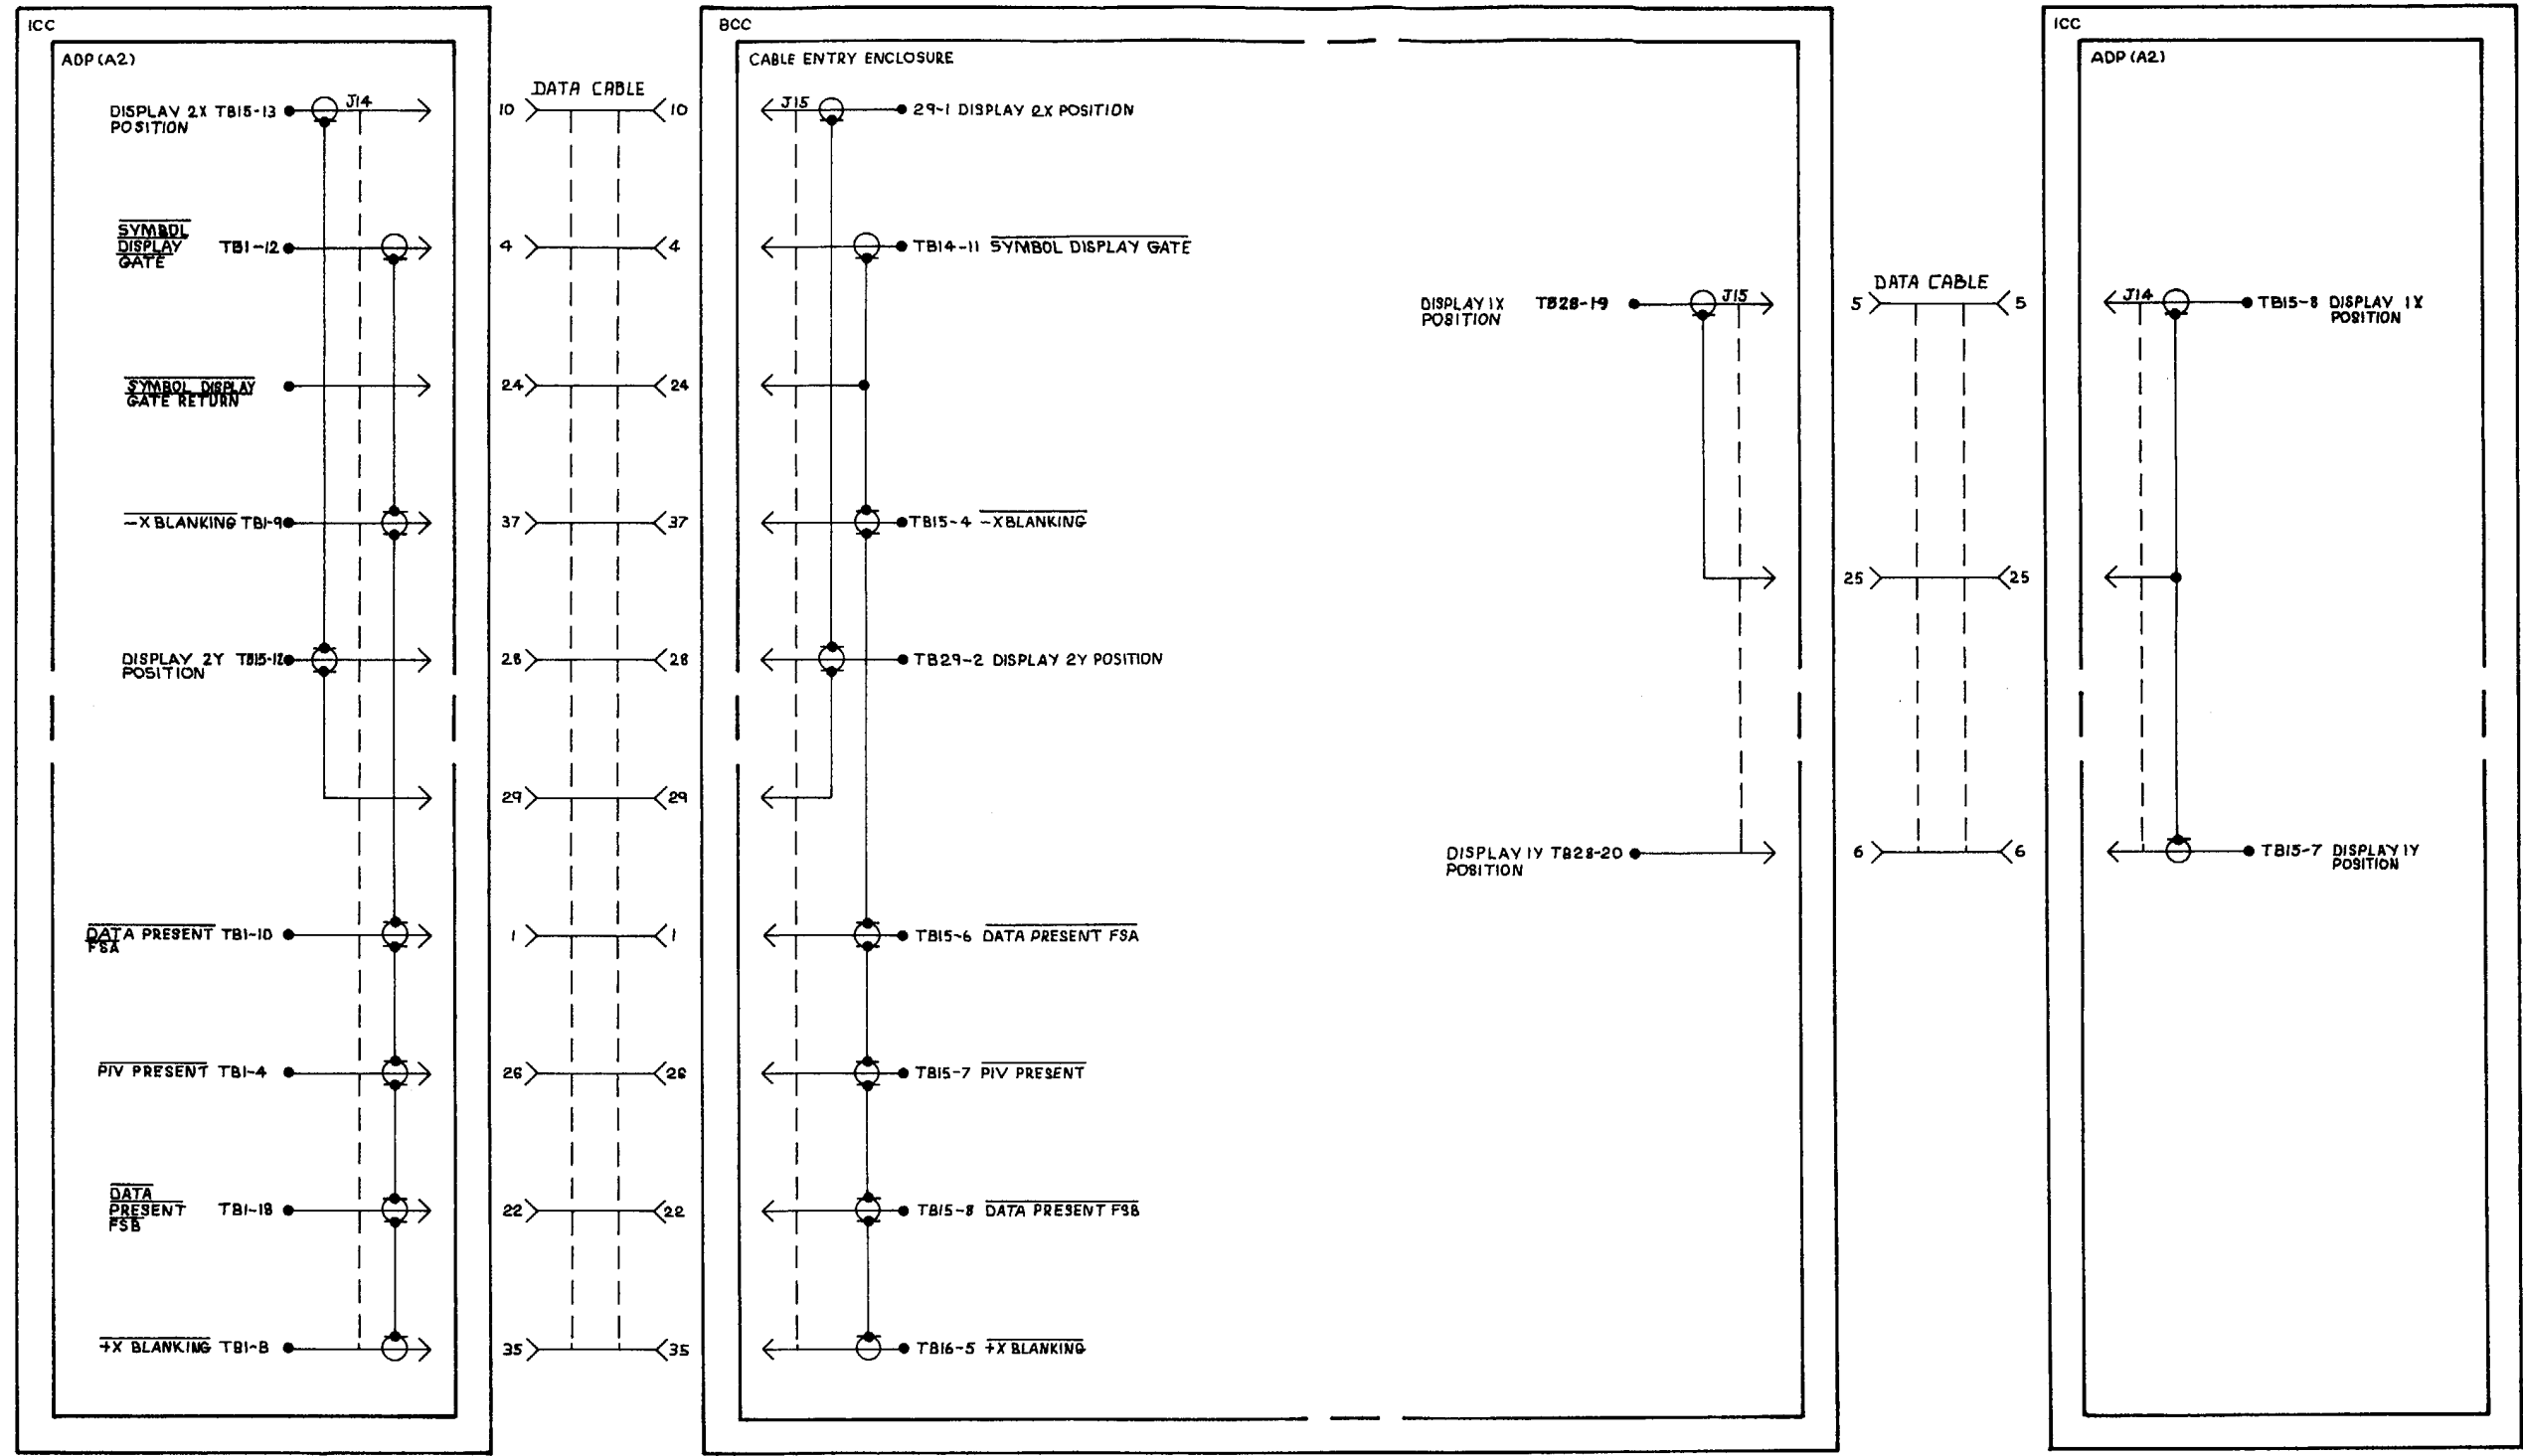 ICC
ADP (A2)
DISPLAY 2X TB15-13
POSITION
J14
SYMBOL
DISPLAY TB1-12
GATE
SYMBOL DISPLAY
GATE RETURN
-X BLANKING TB1-9
DISPLAY 2Y TB15-12
POSITION
DATA PRESENT TB1-10
FSA
PIV PRESENT TB1-4
DATA
PRESENT TB1-18
FSB
+X BLANKING TB1-8
DATA CABLE
10 10
4 4
24 24
37 37
28 28
29 29
1 1
26 26
22 22
35 35
BCC
CABLE ENTRY ENCLOSURE
J15
29-1 DISPLAY 2X POSITION
TB14-11 SYMBOL DISPLAY GATE
TB15-4 -X BLANKING
TB29-2 DISPLAY 2Y POSITION
TB15-6 DATA PRESENT FSA
TB15-7 PIV PRESENT
TB15-8 DATA PRESENT FSB
TB16-5 +X BLANKING
DISPLAY 1X TB28-19
POSITION
J15
DISPLAY 1Y TB28-20
POSITION
DATA CABLE
5 5
25 25
6 6
ICC
ADP (A2)
J14
TB15-8 DISPLAY 1X
POSITION
TB15-7 DISPLAY 1Y
POSITION